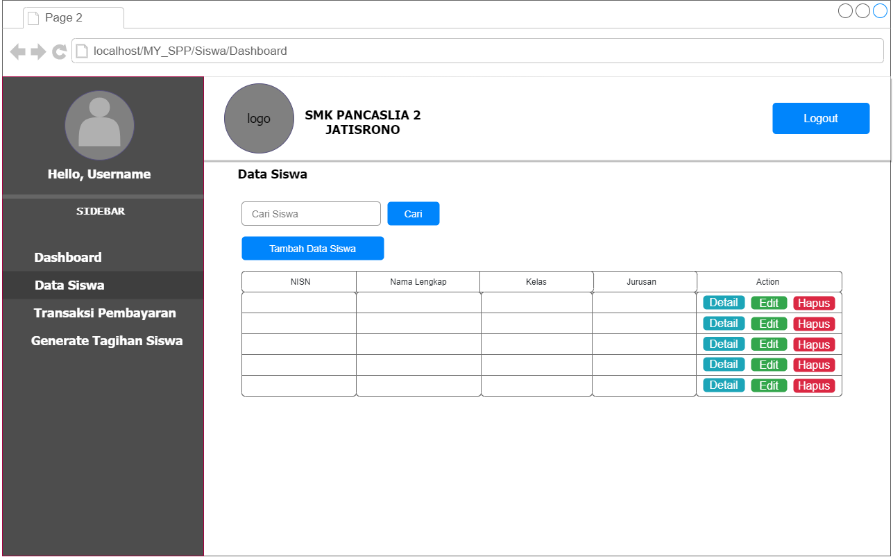 Page 2
localhost/MY_SPP/Siswa/Dashboard
logo
SMK PANCASLIA 2
JATISRONO
Logout
Hello, Username
SIDEBAR
Dashboard
Data Siswa
Transaksi Pembayaran
Generate Tagihan Siswa
Data Siswa
Cari Siswa Cari
Tambah Data Siswa
NISN Nama Lengkap Kelas Jurusan Action
Detail Edit Hapus
Detail Edit Hapus
Detail Edit Hapus
Detail Edit Hapus
Detail Edit Hapus